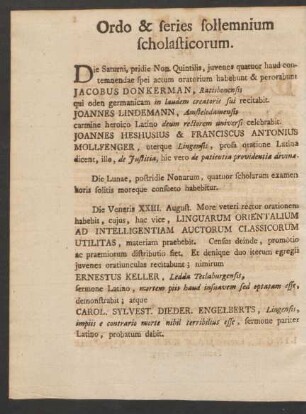 Ordo & series sollemnium
scholasticorum.
Die Saturni, pridie Non. Quintilis, juvenes quatuor haud con-
temnendae spei actum oratorium habebunt & perorabunt
JACOBUS DONKERMAN, Ratisbonensis
qui oden germanicam in laudem creatoris sui recitabit.
JOANNES LINDEMANN, Amstelodamensis
carmine heroico Latino deum rectorem universi celebrabit.
JOANNES HESHUSIUS & FRANCISCUS ANTONIUS
MOLLFENGER, uterque Lingensis, prosa oratione Latina
dicent, illa, de Justitia, hic vero de patientia providentia divina.
Die Lunae, postridie Nonarum, quatuor scholarum examen
horis solitis moreque consueto habebitur.
Die Veneris XXIII. August. More veteri rector orationem
habebit, cujus, hac vice, LINGUARUM ORIENTALIUM
AD INTELLIGENTIAM AUCTORUM CLASSICORUM
UTILITAS, materiam praebebit. Census deinde, promotio
ac praemiorum distributio fiet. Et denique duo iterum egregii
juvenes oratiunculas recitabunt; nimirum
ERNESTUS KELLER, Ledda Teclaburgensis,
sermone Latino, mortem pito haud insuavem sed optatam esse,
demonstrabit; atque
CAROL. SYLVEST. DIEDER. ENGELBERTS, Lingensis,
impiis e contrario morte nihil terribilius esse, sermone pariter
Latino, probatum dabit.